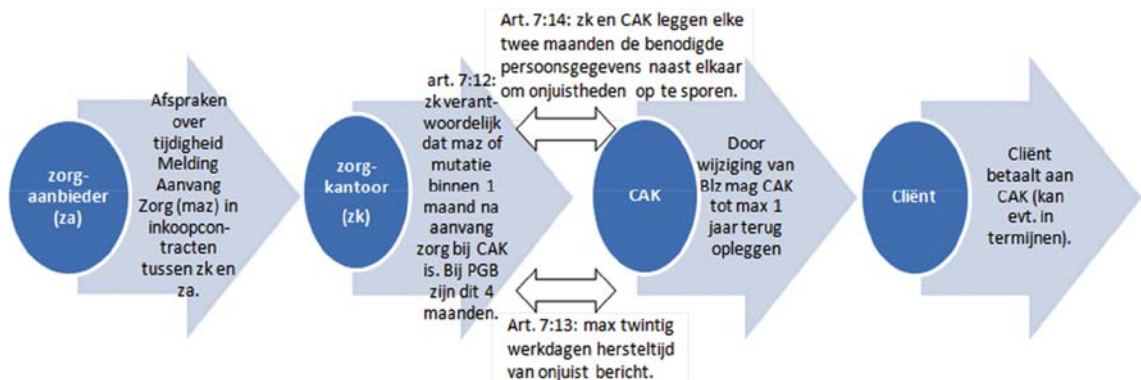 zorg-
aanbieder
(za)
Afspraken
over
tijdigheid
Melding
Aanvang
Zorg (maz) in
inkoopcon-
tracten
tussen zk en
za.
zorg-
kantoor
(zk)
art. 7:12:
zk verant-
woordelijk
dat maz of
mutatie
binnen 1
maand na
aanvang
zorg bij CAK
is. Bij PGB
zijn dit 4
maanden.
Art. 7:14: zk en CAK leggen elke
twee maanden de benodigde
persoonsgegevens naast elkaar
om onjuistheden op te sporen.
Art. 7:13: max twintig
werkdagen hersteltijd
van onjuist bericht.
CAK
Door
wijziging van
Blz mag CAK
tot max 1
jaar terug
opleggen
Cliënt
Cliënt
betaalt aan
CAK (kan
evt. in
termijnen).